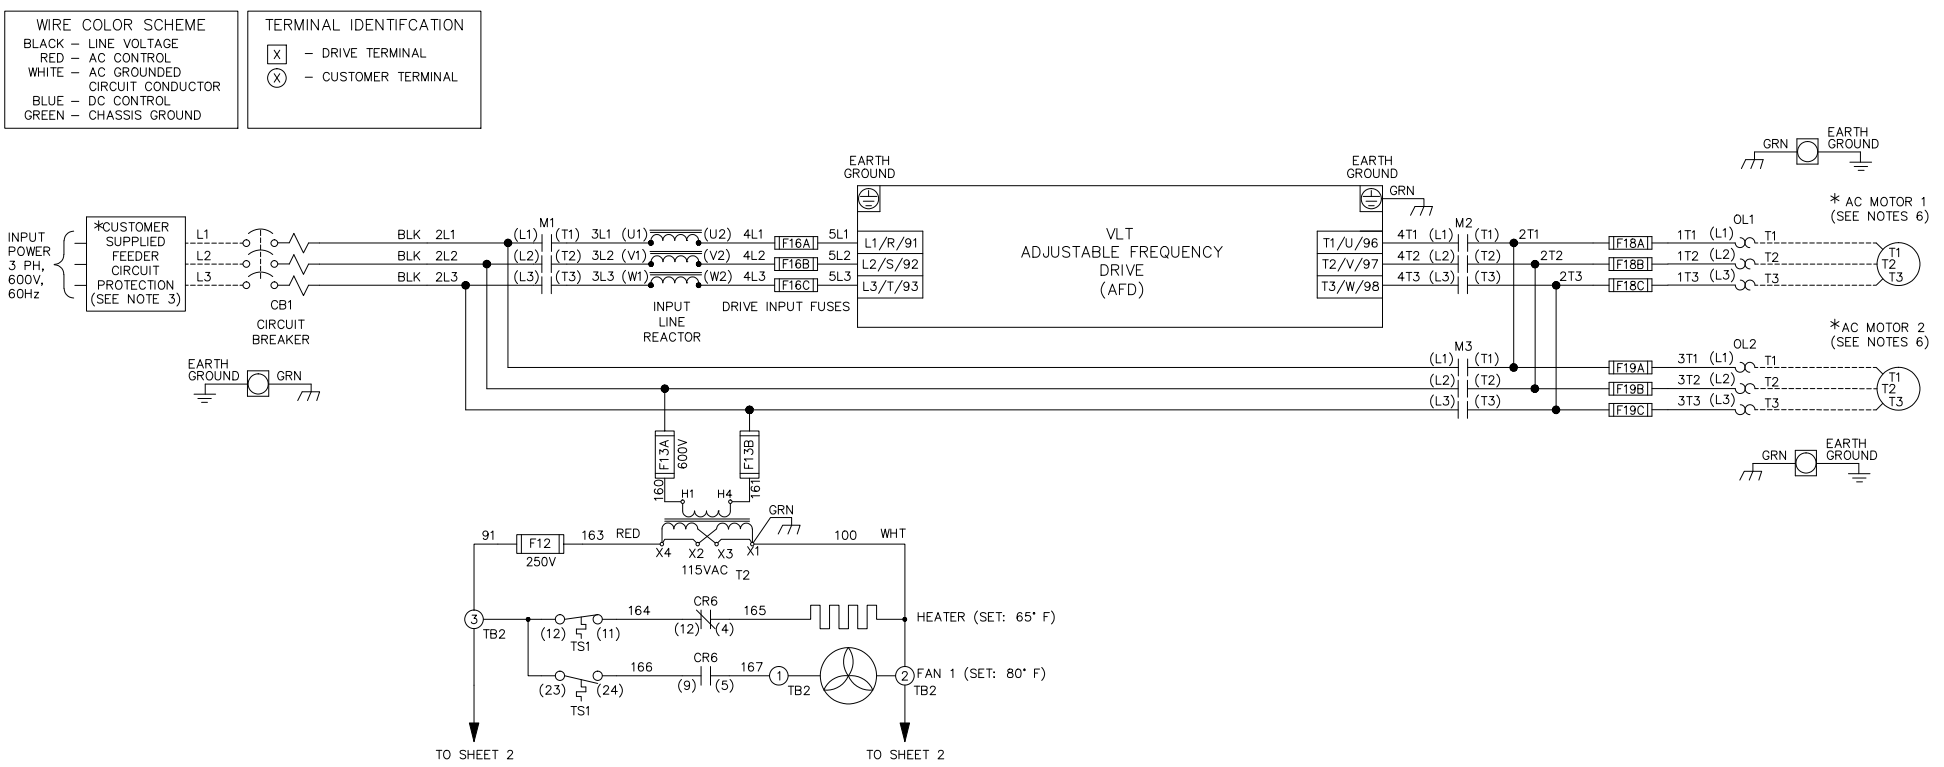 WIRE COLOR SCHEME
BLACK – LINE VOLTAGE
RED – AC CONTROL
WHITE – AC GROUNDED
CIRCUIT CONDUCTOR
BLUE – DC CONTROL
GREEN – CHASSIS GROUND
TERMINAL IDENTIFCATION
X – DRIVE TERMINAL
X – CUSTOMER TERMINAL
INPUT
POWER
3 PH,
600V,
60Hz
*CUSTOMER
SUPPLIED
FEEDER
CIRCUIT
PROTECTION
(SEE NOTE 3)
L1
L2
L3
CB1
CIRCUIT
BREAKER
EARTH
GROUND
GRN
M1
BLK 2L1 (L1) (T1) 3L1 (U1) (U2) 4L1 F16A 5L1
BLK 2L2 (L2) (T2) 3L2 (V1) (V2) 4L2 F16B 5L2
BLK 2L3 (L3) (T3) 3L3 (W1) (W2) 4L3 F16C 5L3
INPUT
LINE
REACTOR
DRIVE INPUT FUSES
EARTH
GROUND
L1/R/91
L2/S/92
L3/T/93
VLT
ADJUSTABLE FREQUENCY
DRIVE
(AFD)
EARTH
GROUND
GRN
T1/U/96
T2/V/97
T3/W/98
M2
4T1 (L1) (T1) 2T1 F18A 1T1 (L1) T1
4T2 (L2) (T2) 2T2 F18B 1T2 (L2) T2
4T3 (L3) (T3) 2T3 F18C 1T3 (L3) T3
OL1
GRN
EARTH
GROUND
* AC MOTOR 1
(SEE NOTES 6)
T1
T2
T3
M3
(L1) (T1) F19A 3T1 (L1) T1
(L2) (T2) F19B 3T2 (L2) T2
(L3) (T3) F19C 3T3 (L3) T3
OL2
*AC MOTOR 2
(SEE NOTES 6)
T1
T2
T3
GRN
EARTH
GROUND
F13A
600V
F13B
160
161
H1 H4
GRN
91 F12 163 RED
250V
X4 X2 X3 X1
115VAC T2
100 WHT
3
TB2
(12) (11)
TS1
164
CR6
(12) (4)
165
HEATER (SET: 65° F)
(23) (24)
TS1
166
CR6
(9) (5)
167
1
TB2
2
TB2
FAN 1 (SET: 80° F)
TO SHEET 2
TO SHEET 2